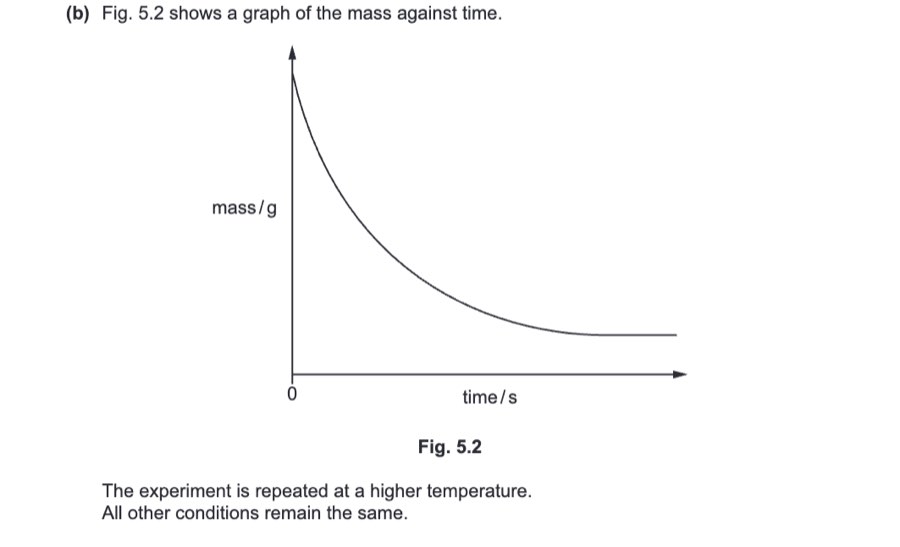 (b) Fig. 5.2 shows a graph of the mass against time.
mass/g
0
time/s
Fig. 5.2
The experiment is repeated at a higher temperature.
All other conditions remain the same.